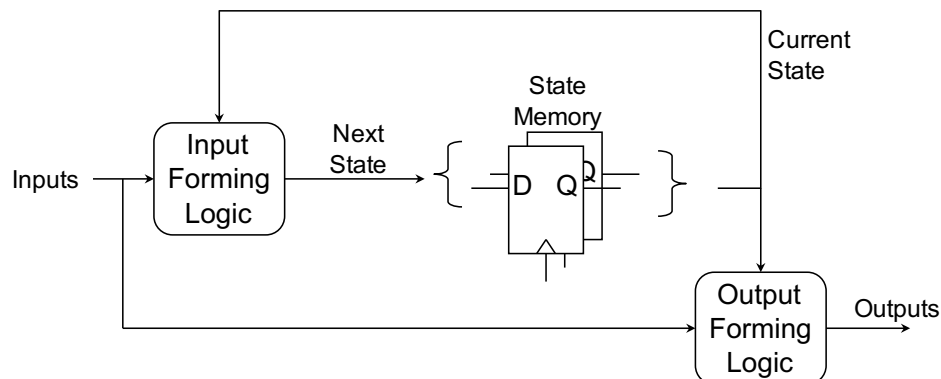 Current
State
State
Memory
Input
Forming
Logic
Next
State
Inputs
D Q
Q
Output
Forming
Logic
Outputs